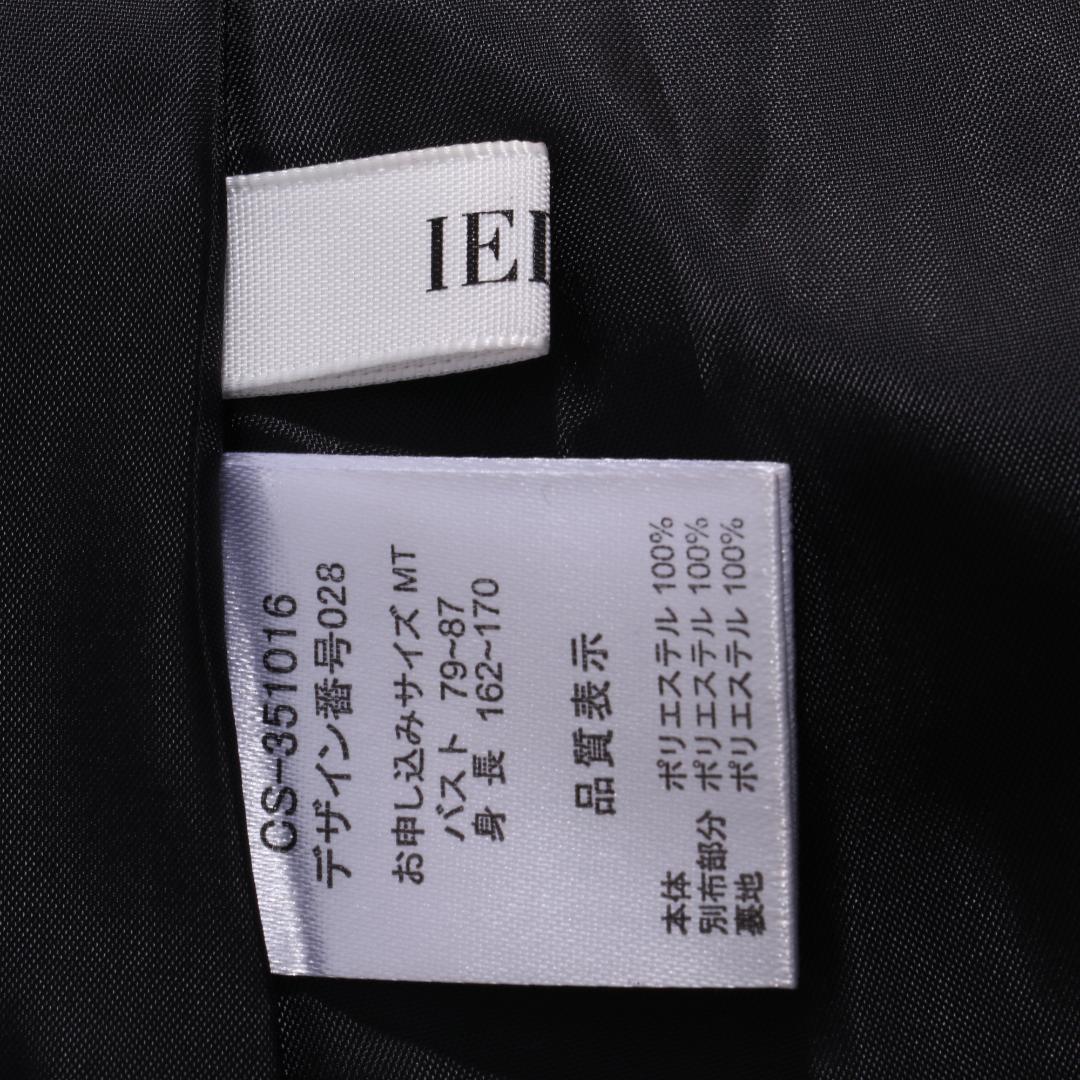 IE
CS-351016
デザイン番号028
お申し込みサイズ MT
バスト 79~87
身長 162~170
品質表示
本体 ポリエステル 100%
別布部分 ポリエステル 100%
裏地 ポリエステル 100%